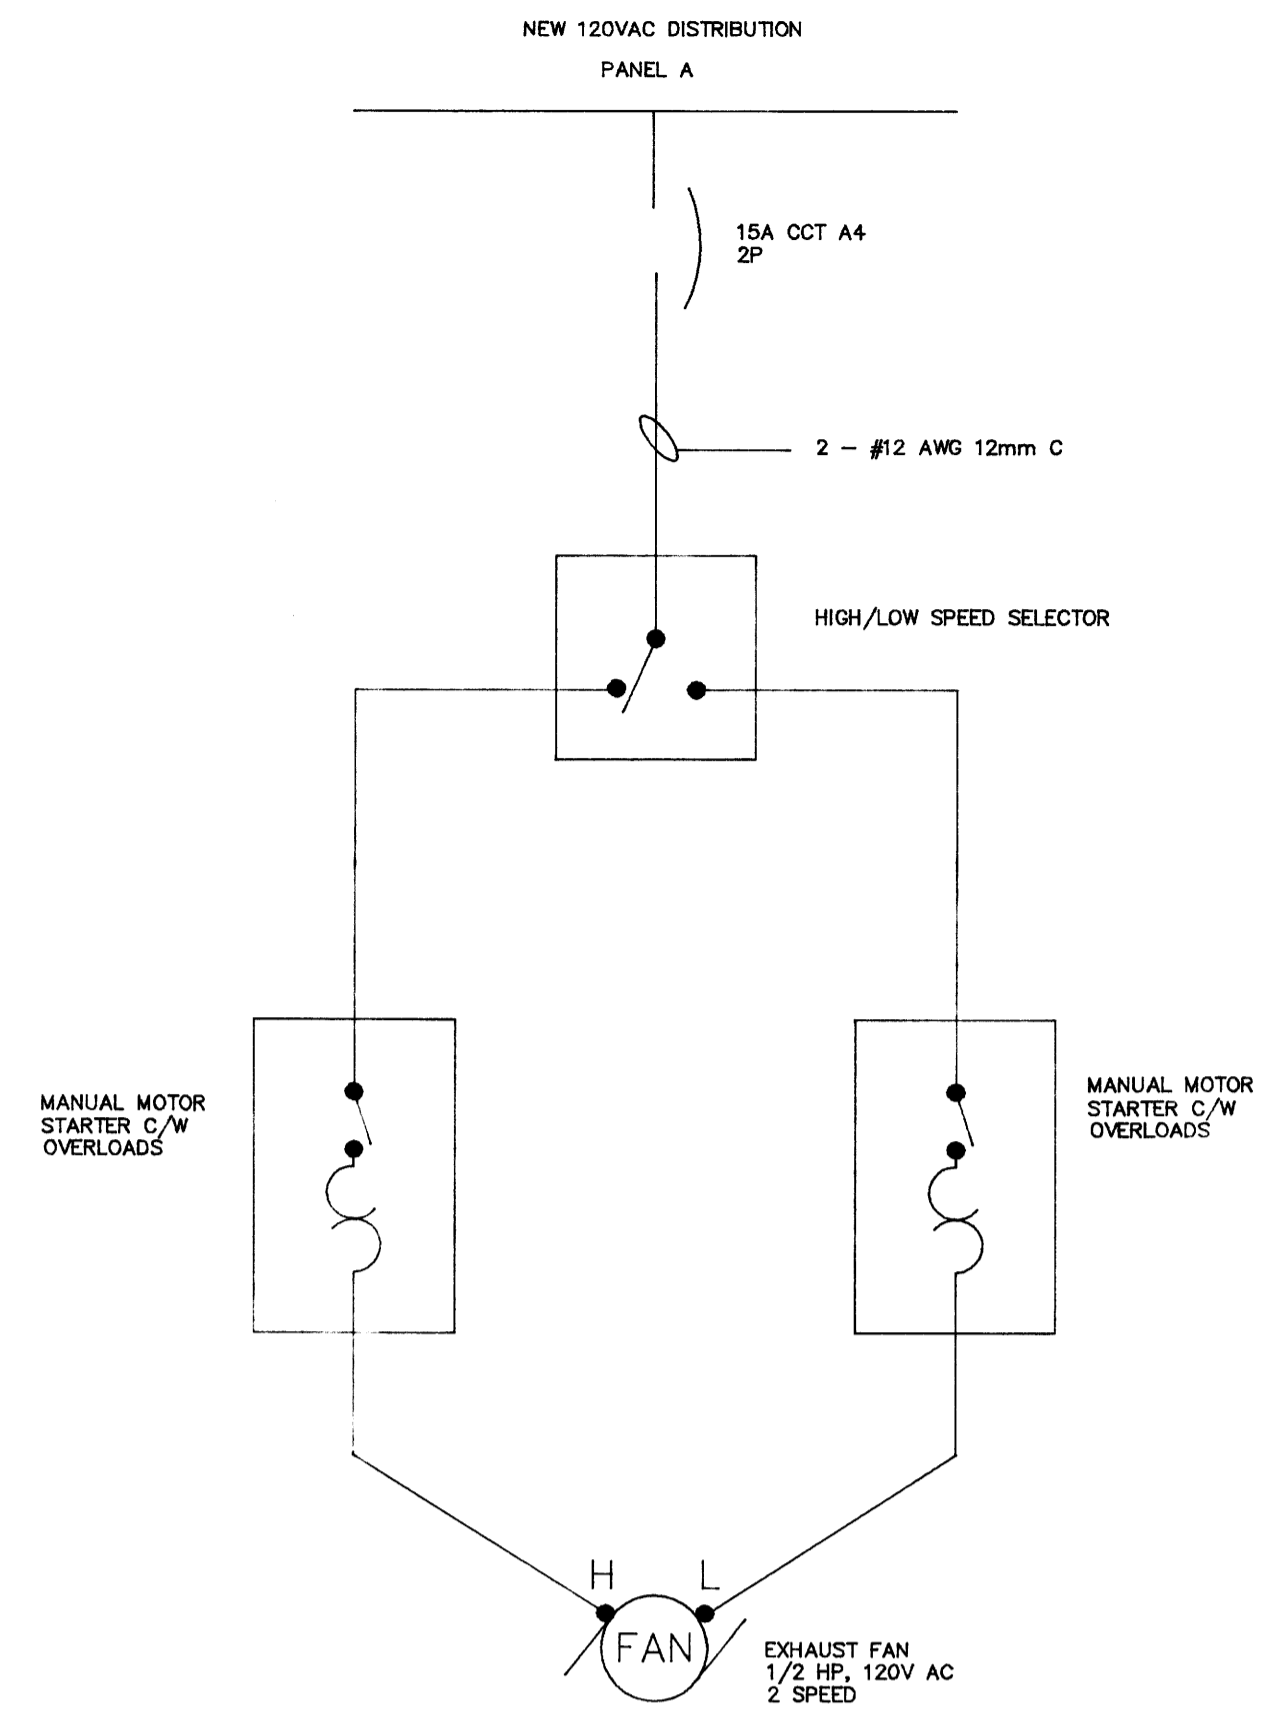 NEW 120VAC DISTRIBUTION
PANEL A
15A CCT A4
2P
2 - #12 AWG 12mm C
HIGH/LOW SPEED SELECTOR
MANUAL MOTOR
STARTER C/W
OVERLOADS
MANUAL MOTOR
STARTER C/W
OVERLOADS
H
L
FAN
EXHAUST FAN
1/2 HP, 120V AC
2 SPEED